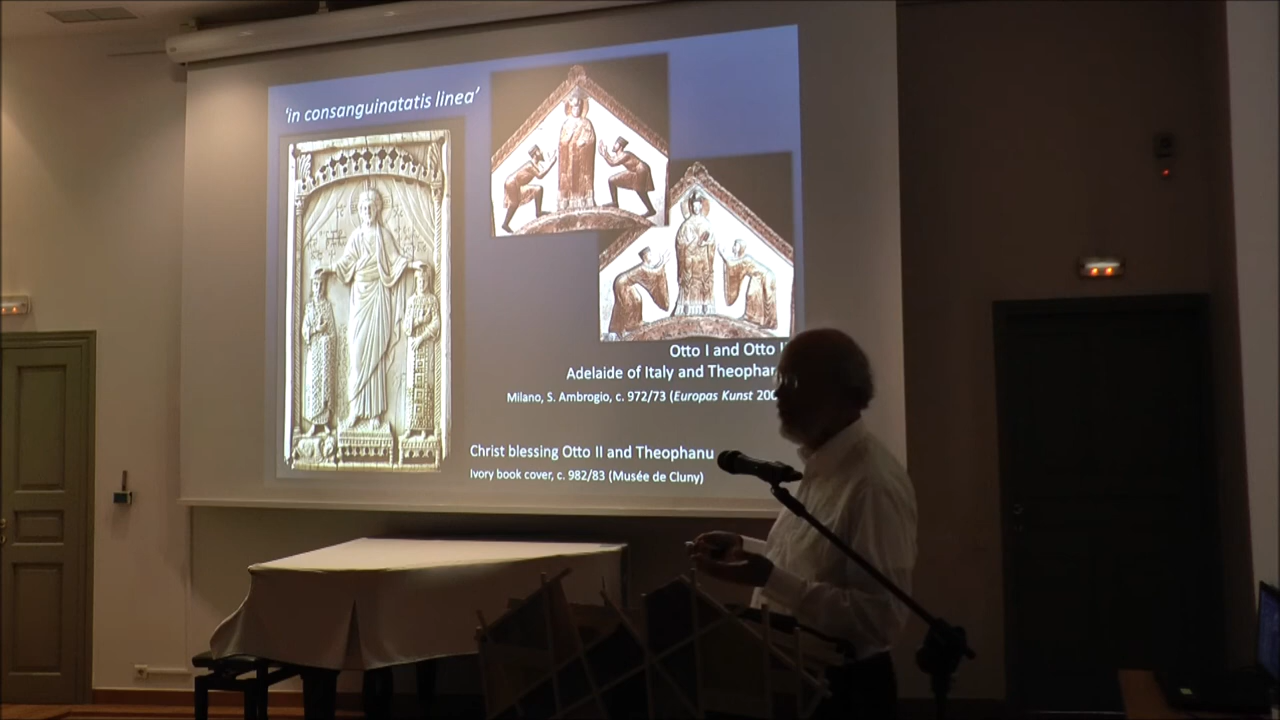 'in consanguinatatis linea'
Otto I and Otto
Adelaide of Italy and
Milano, S. Ambrogio, c. 972/73 (Europas Kunst
Christ blessing Otto II and Theophanu
Ivory book cover, c. 982/83 (Musée de Cluny)